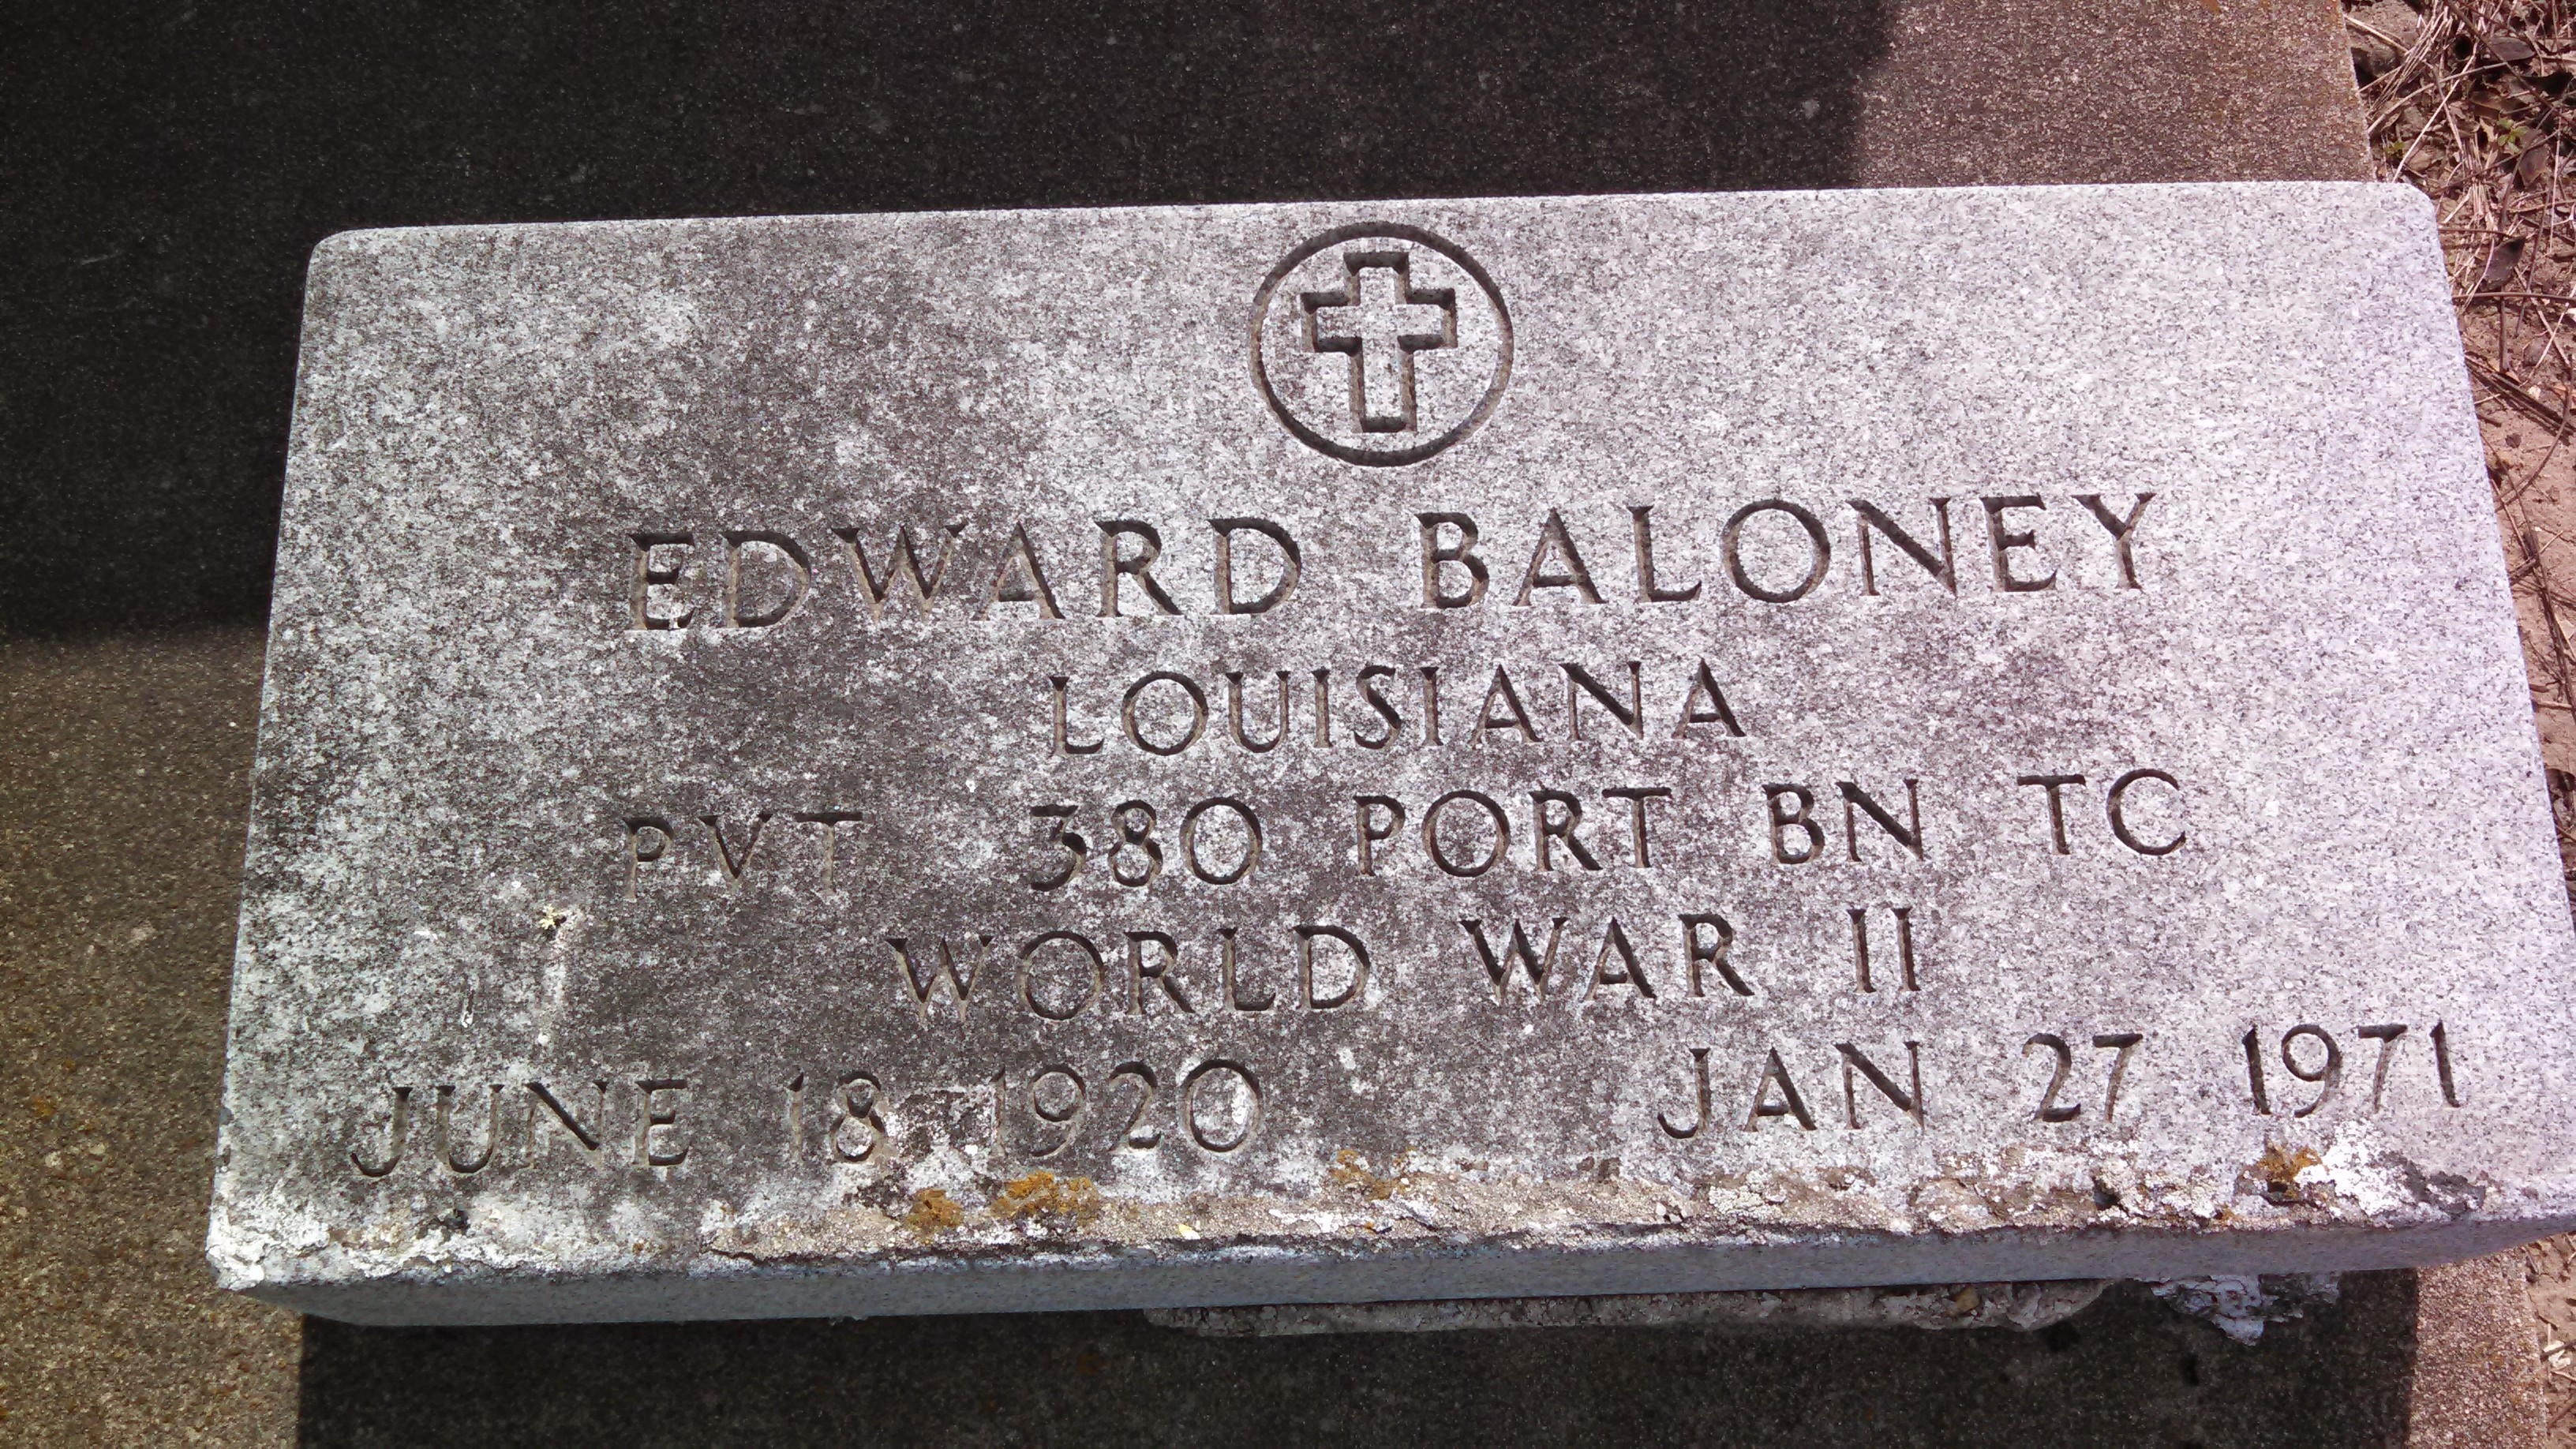 EDWARD BALONEY
LOUISIANA
PVT 380 PORT BN TC
WORLD WAR II
JUNE 18 1920 JAN 27 1971